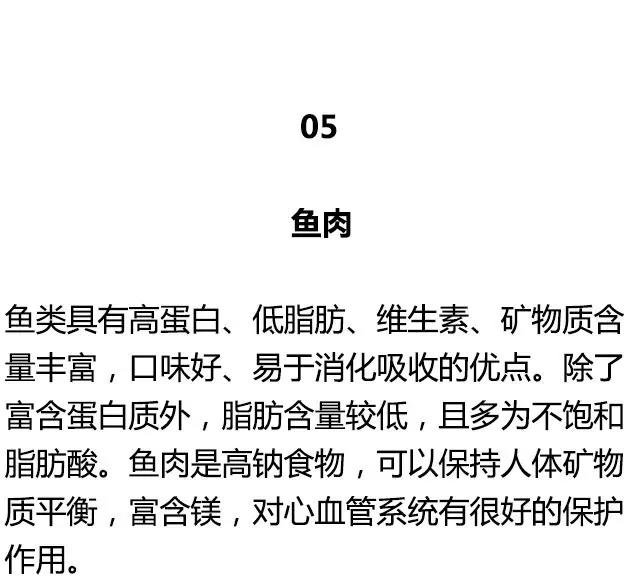 05
鱼肉
鱼类具有高蛋白、低脂肪、维生素、矿物质含
量丰富，口味好、易于消化吸收的优点。除了
富含蛋白质外，脂肪含量较低，且多为不饱和
脂肪酸。鱼肉是高钠食物，可以保持人体矿物
质平衡，富含镁，对心血管系统有很好的保护
作用。